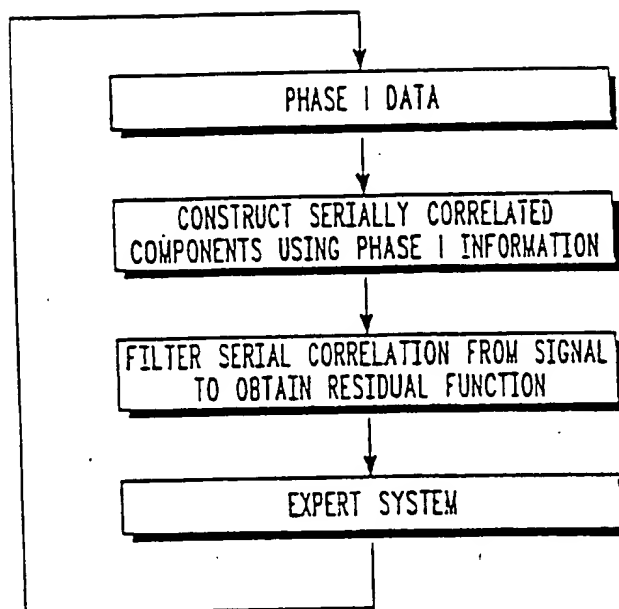 PHASE I DATA
CONSTRUCT SERIALLY CORRELATED
COMPONENTS USING PHASE I INFORMATION
FILTER SERIAL CORRELATION FROM SIGNAL
TO OBTAIN RESIDUAL FUNCTION
EXPERT SYSTEM